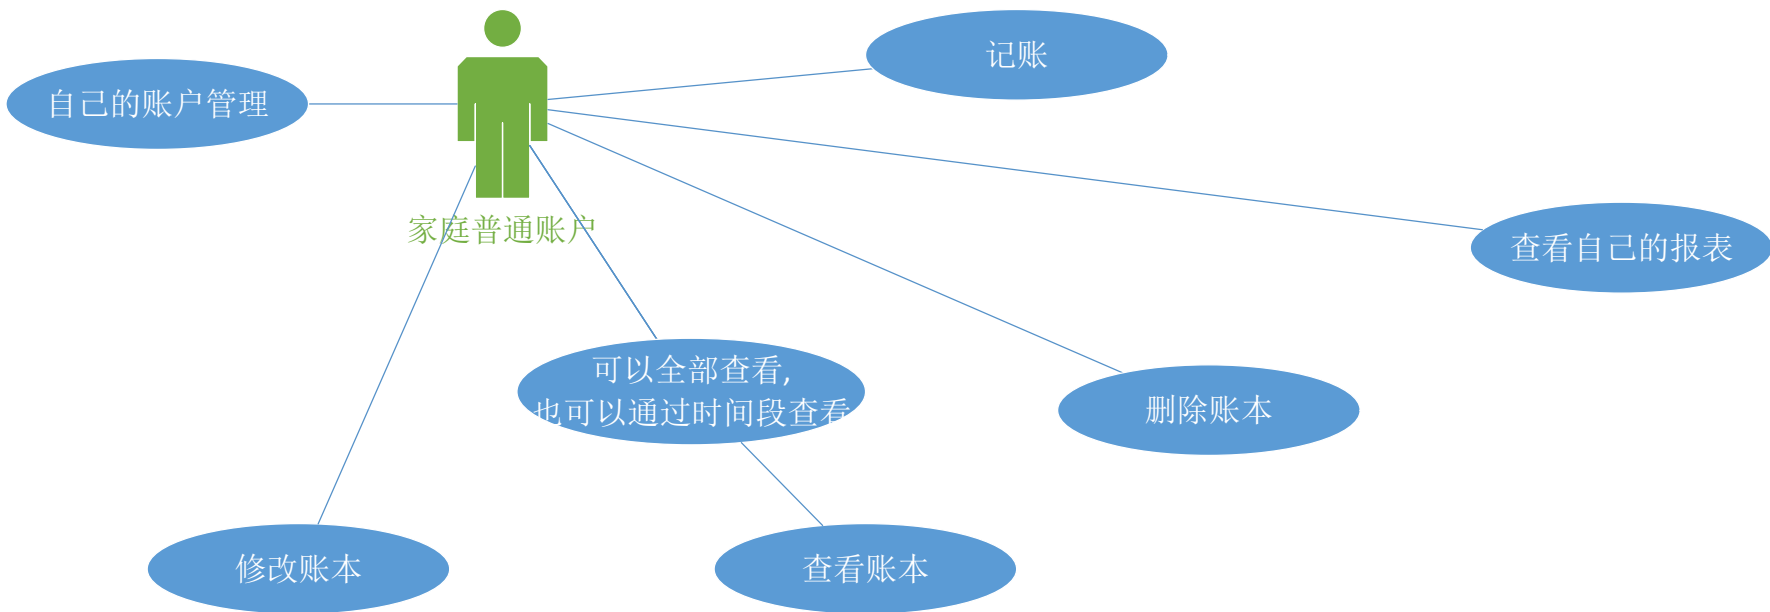 记账
自己的账户管理
家庭普通账户
查看自己的报表
可以全部查看,
也可以通过时间段查看
删除账本
修改账本
查看账本